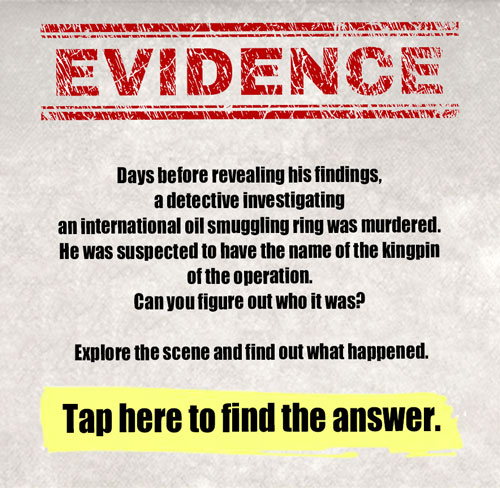 EVIDENCE
Days before revealing his findings,
a detective investigating
an international oil smuggling ring was murdered.
He was suspected to have the name of the kingpin
of the operation.
Can you figure out who it was?
Explore the scene and find out what happened.
Tap here to find the answer.